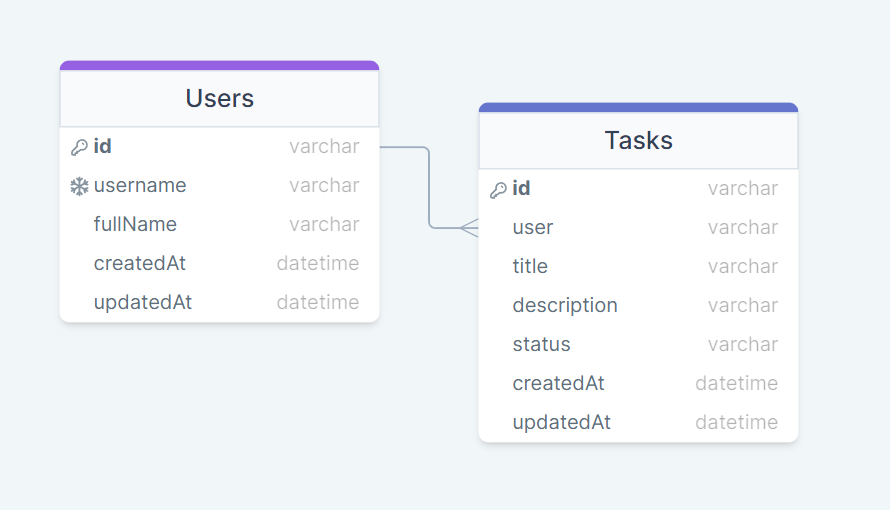 Users
id varchar
username varchar
fullName varchar
createdAt datetime
updatedAt datetime
Tasks
id varchar
user varchar
title varchar
description varchar
status varchar
createdAt datetime
updatedAt datetime